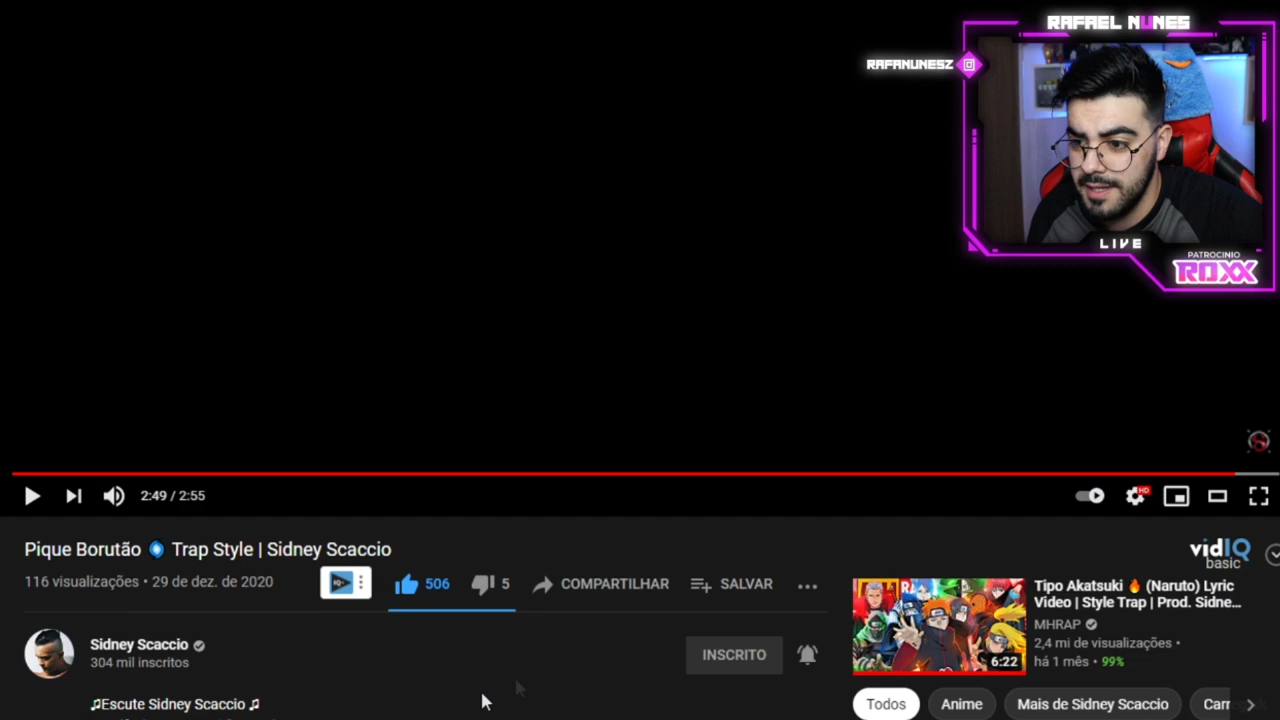 RAFAEL NUNES
RAFANUNESZ
LIVE
PATROCINIO
ROXX
2:49 / 2:55
HD
Pique Borutão Trap Style | Sidney Scaccio
116 visualizações • 29 de dez. de 2020
506
5
COMPARTILHAR
SALVAR
vidIQ
basic
Sidney Scaccio
304 mil inscritos
INSCRITO
♫Escute Sidney Scaccio ♫
6:22
Tipo Akatsuki 🔥 (Naruto) Lyric
Video | Style Trap | Prod. Sidne...
MHRAP
2,4 mi de visualizações •
há 1 mês • 99%
Todos
Anime
Mais de Sidney Scaccio